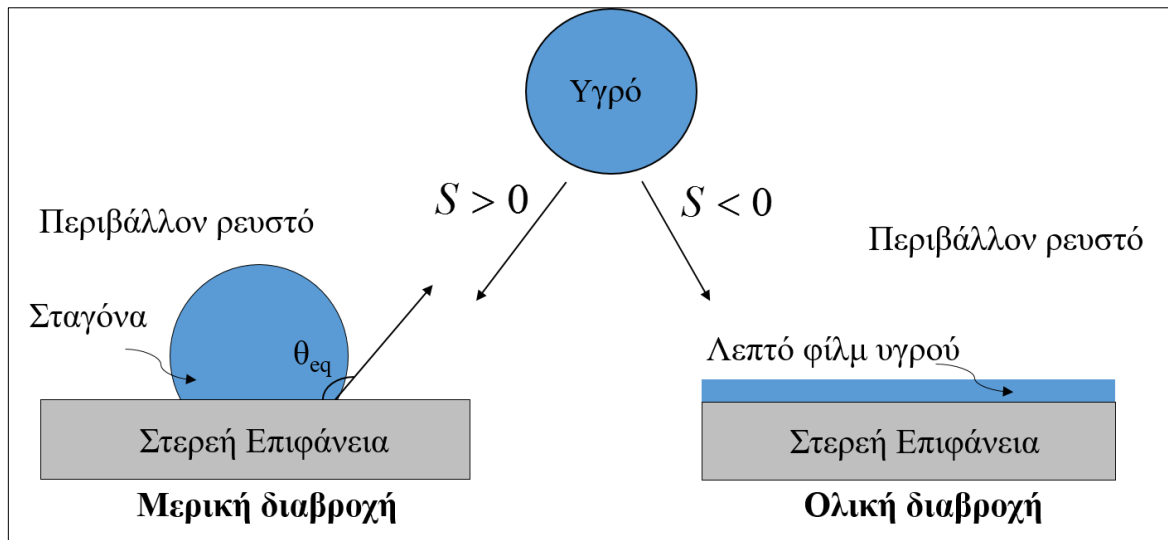 Υγρό
S > 0
S < 0
Περιβάλλον ρευστό
Περιβάλλον ρευστό
Σταγόνα
θeq
Λεπτό φίλμ υγρού
Στερεή Επιφάνεια
Στερεή Επιφάνεια
Μερική διαβροχή
Ολική διαβροχή